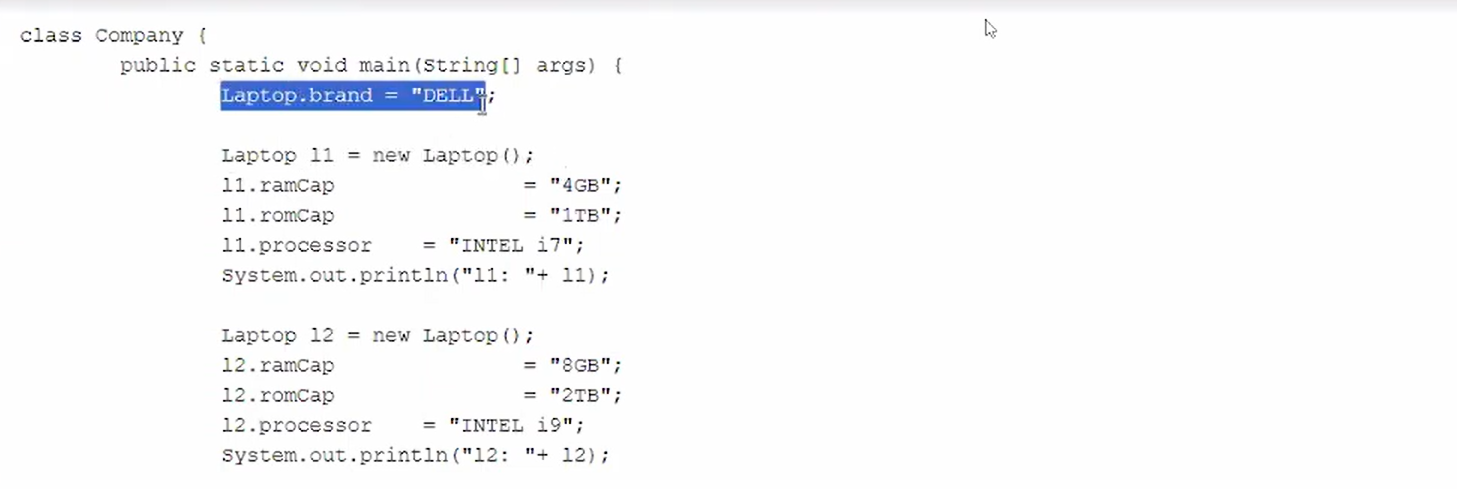 class Company {
public static void main(String[] args) {
Laptop.brand = "DELL";
Laptop l1 = new Laptop();
l1.ramCap = "4GB";
l1.romCap = "1TB";
l1.processor = "INTEL i7";
System.out.println("l1: "+ l1);
Laptop l2 = new Laptop();
l2.ramCap = "8GB";
l2.romCap = "2TB";
l2.processor = "INTEL i9";
System.out.println("l2: "+ l2);